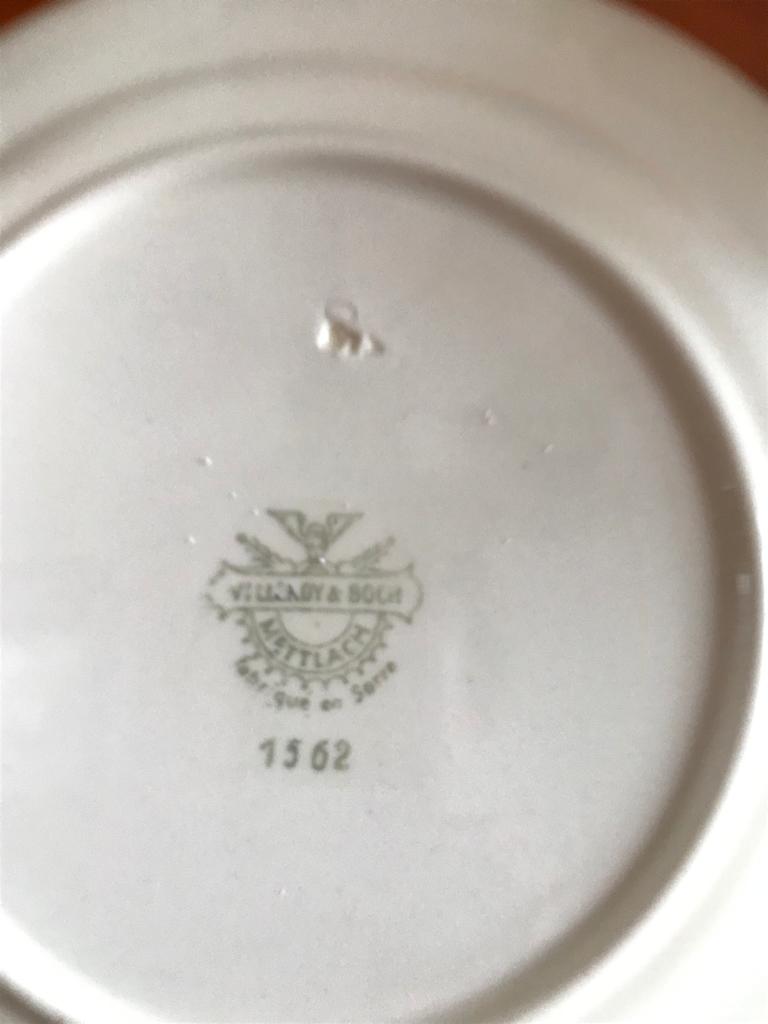 VILLEROY & BOCH
METTLACH
Fabriqué en Sarre
1562